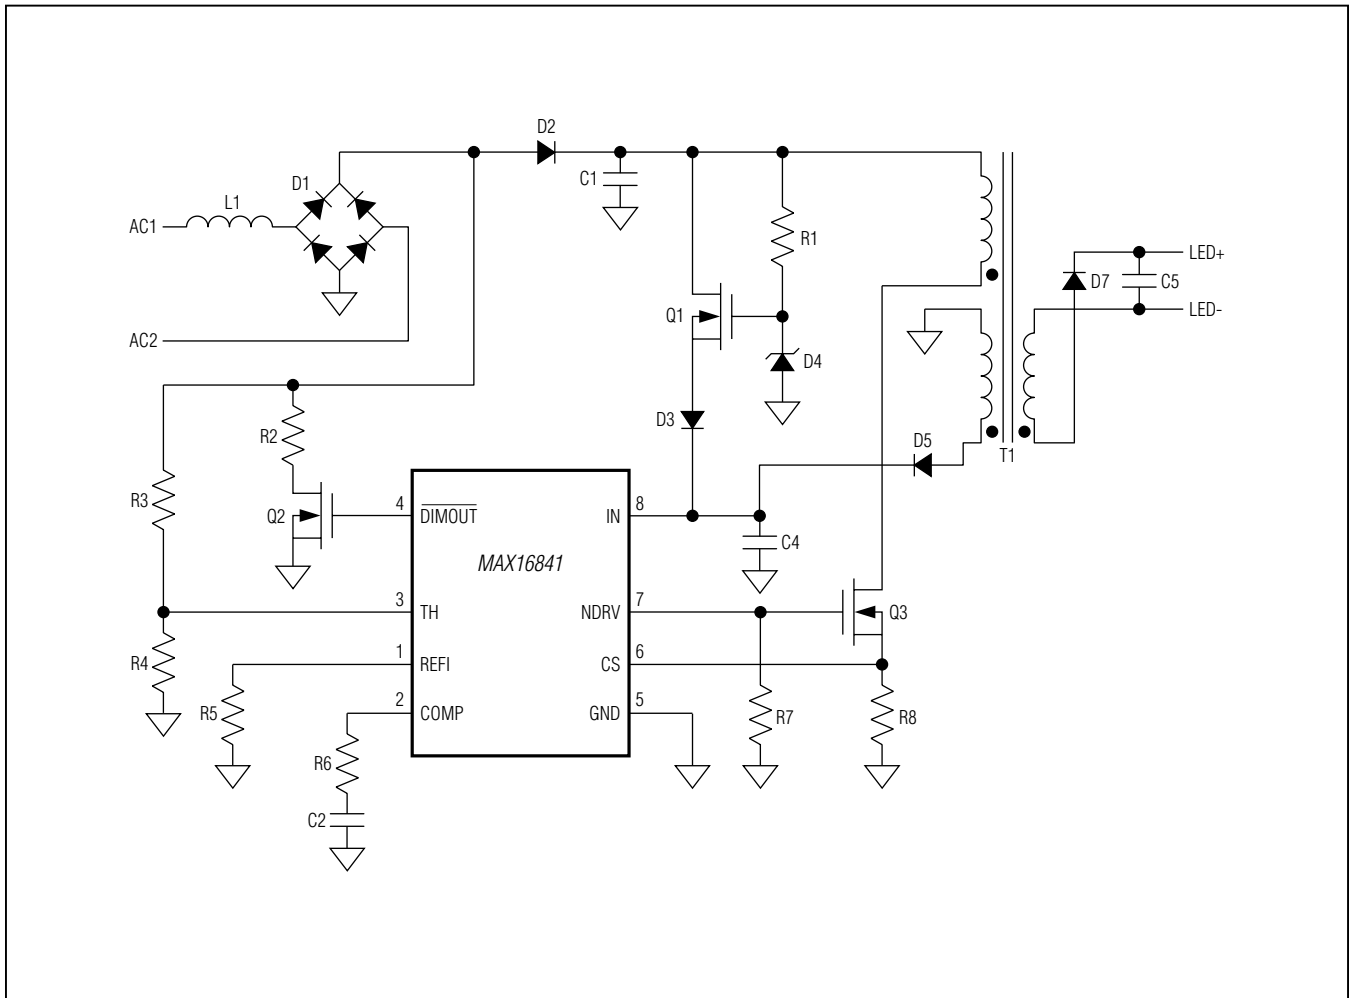 D2
D1
C1
L1
AC1
R1
LED+
D7
C5
Q1
LED-
AC2
D4
D3
R2
D5
T1
R3
4
8
Q2
DIMOUT
IN
C4
MAX16841
3
7
TH
NDRV
Q3
1
6
R4
REFI
CS
2
5
R5
COMP
GND
R7
R8
R6
C2